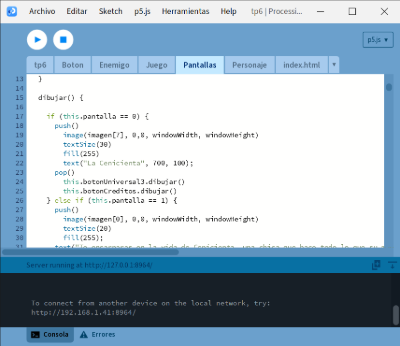 Archivo Editar Sketch p5.js Herramientas Help tp6 | Processi...
p5.js ▾
tp6 Boton Enemigo Juego Pantallas Personaje index.html ▾
13 }
14
15 dibujar() {
16
17 if (this.pantalla == 0) {
18 push()
19 image(imagen[7], 0,0, windowWidth, windowHeight)
20 textSize(30)
21 fill(255)
22 text("La Cenicienta", 700, 100);
23 pop()
24 this.botonUniversal3.dibujar()
25 this.botonCreditos.dibujar()
26 } else if (this.pantalla == 1) {
27 push()
28 image(imagen[0], 0,0, windowWidth, windowHeight)
29 textSize(20)
30 fill(255);
Server running at http://127.0.0.1:8964/
To connect from another device on the local network, try:
http://192.168.1.41:8964/
Consola Errores